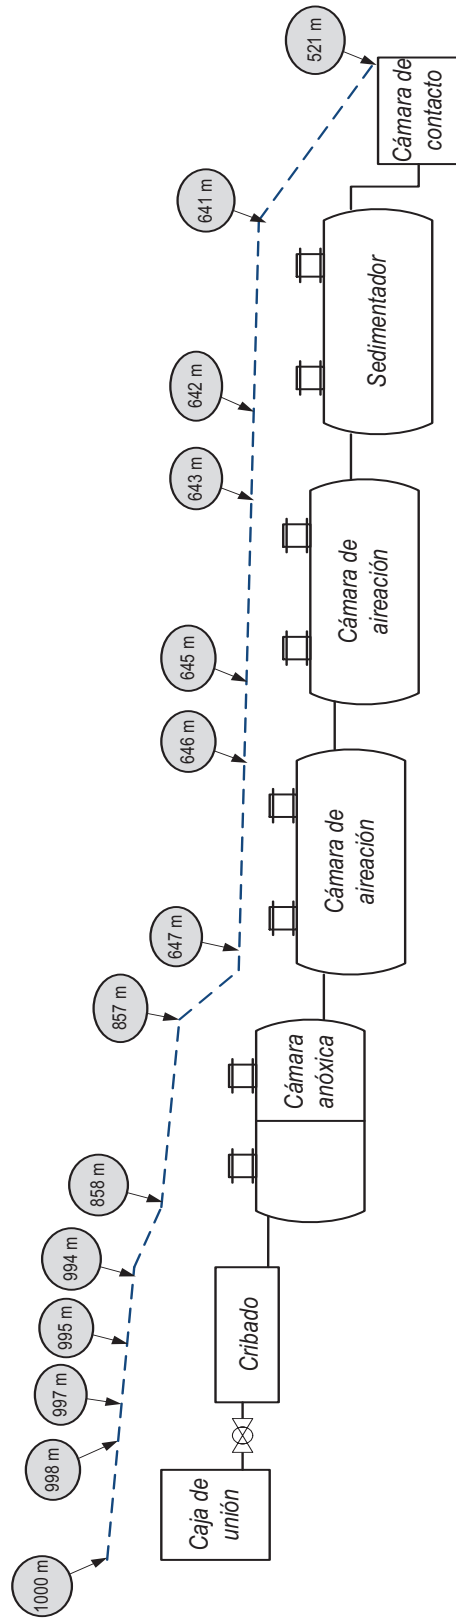 1000 m
998 m
997 m
995 m
994 m
858 m
857 m
647 m
646 m
645 m
643 m
642 m
641 m
521 m
Caja de
unión
Cribado
Cámara
anóxica
Cámara de
aireación
Cámara de
aireación
Sedimentador
Cámara de
contacto